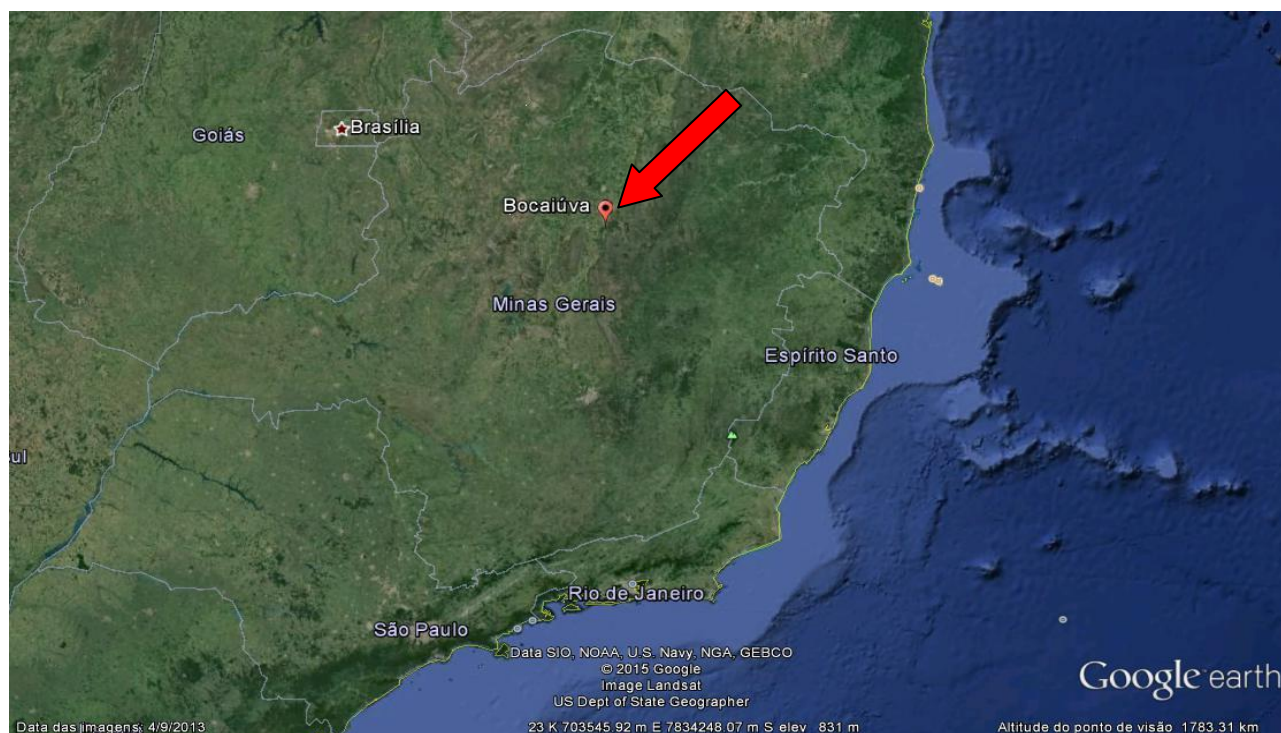 Goiás
Brasília
Bocaiúva
Minas Gerais
Espírito Santo
ul
Rio de Janeiro
São Paulo
Data SIO, NOAA, U.S. Navy, NGA, GEBCO
© 2015 Google
Image Landsat
US Dept of State Geographer
Google earth
Data das imagens: 4/9/2013
23 K 703545.92 m E 7834248.07 m S elev 831 m
Altitude do ponto de visão 1783.31 km